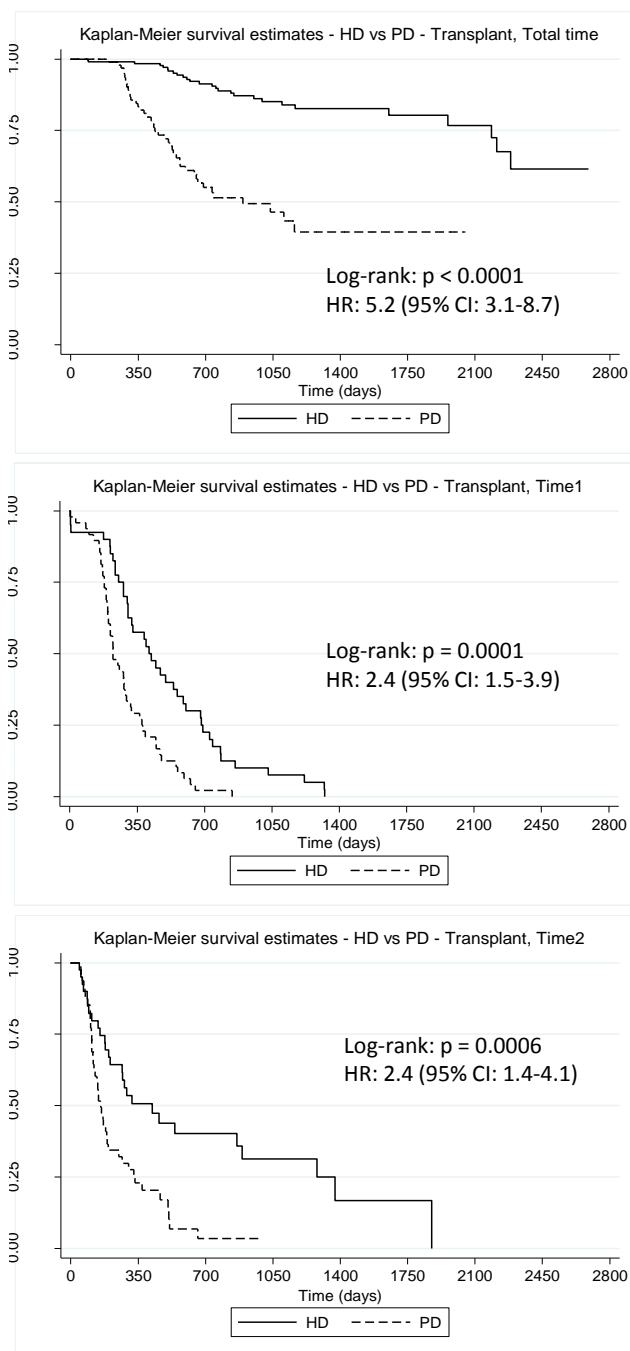 Kaplan-Meier survival estimates - HD vs PD - Transplant, Total time
1.00
0.75
0.50
0.25
0.00
Log-rank: p < 0.0001
HR: 5.2 (95% CI: 3.1-8.7)
0 350 700 1050 1400 1750 2100 2450 2800
Time (days)
HD PD
Kaplan-Meier survival estimates - HD vs PD - Transplant, Time1
1.00
0.75
0.50
0.25
0.00
Log-rank: p = 0.0001
HR: 2.4 (95% CI: 1.5-3.9)
0 350 700 1050 1400 1750 2100 2450 2800
Time (days)
HD PD
Kaplan-Meier survival estimates - HD vs PD - Transplant, Time2
1.00
0.75
0.50
0.25
0.00
Log-rank: p = 0.0006
HR: 2.4 (95% CI: 1.4-4.1)
0 350 700 1050 1400 1750 2100 2450 2800
Time (days)
HD PD